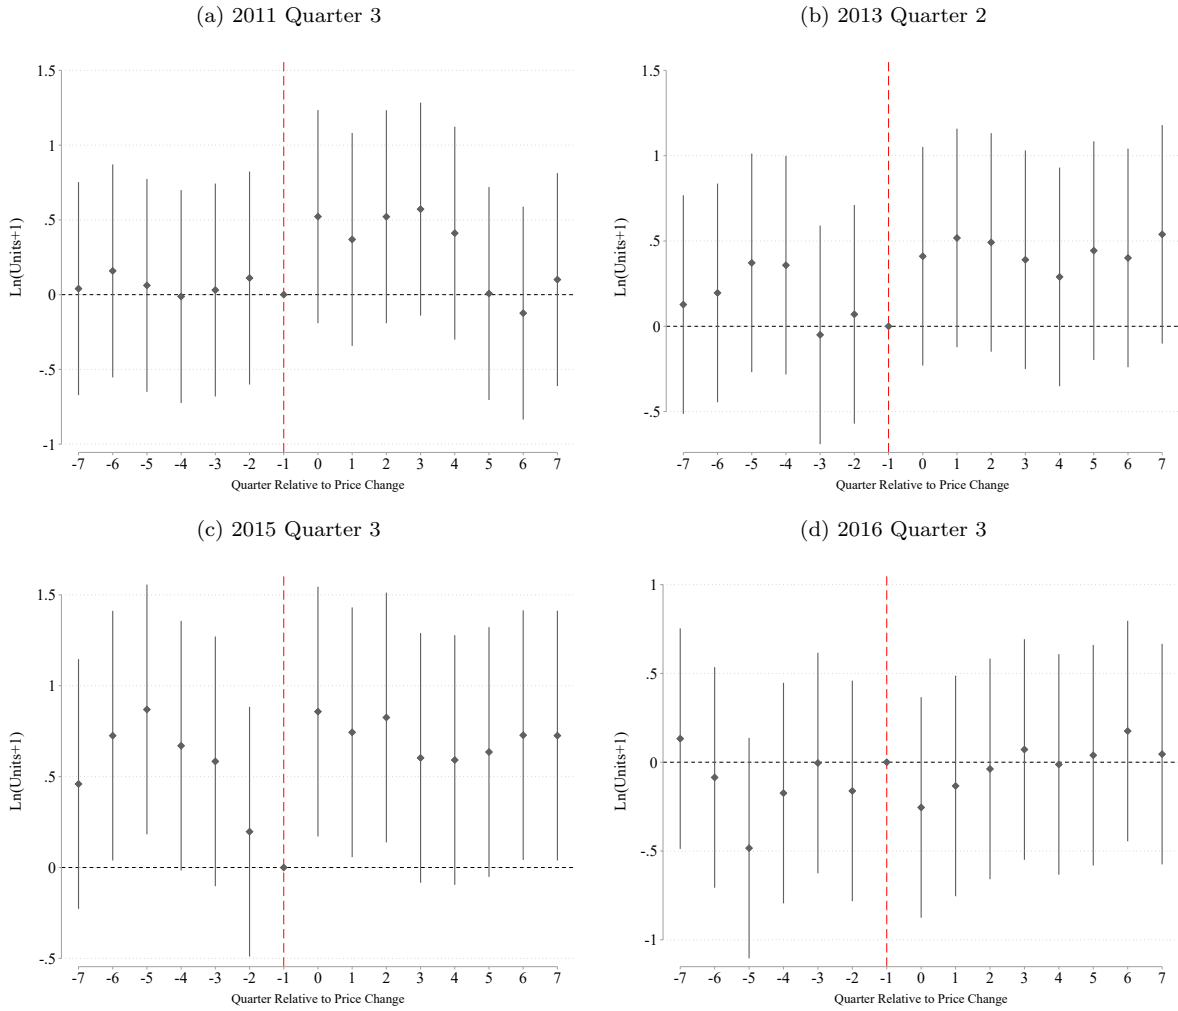 (a) 2011 Quarter 3
1.5
1
.5
0
-.5
-1
Ln(Units+1)
-7 -6 -5 -4 -3 -2 -1 0 1 2 3 4 5 6 7
Quarter Relative to Price Change
(b) 2013 Quarter 2
1.5
1
.5
0
-.5
Ln(Units+1)
-7 -6 -5 -4 -3 -2 -1 0 1 2 3 4 5 6 7
Quarter Relative to Price Change
(c) 2015 Quarter 3
1.5
1
.5
0
-.5
Ln(Units+1)
-7 -6 -5 -4 -3 -2 -1 0 1 2 3 4 5 6 7
Quarter Relative to Price Change
(d) 2016 Quarter 3
1
.5
0
-.5
-1
Ln(Units+1)
-7 -6 -5 -4 -3 -2 -1 0 1 2 3 4 5 6 2
Quarter Relative to Price Change